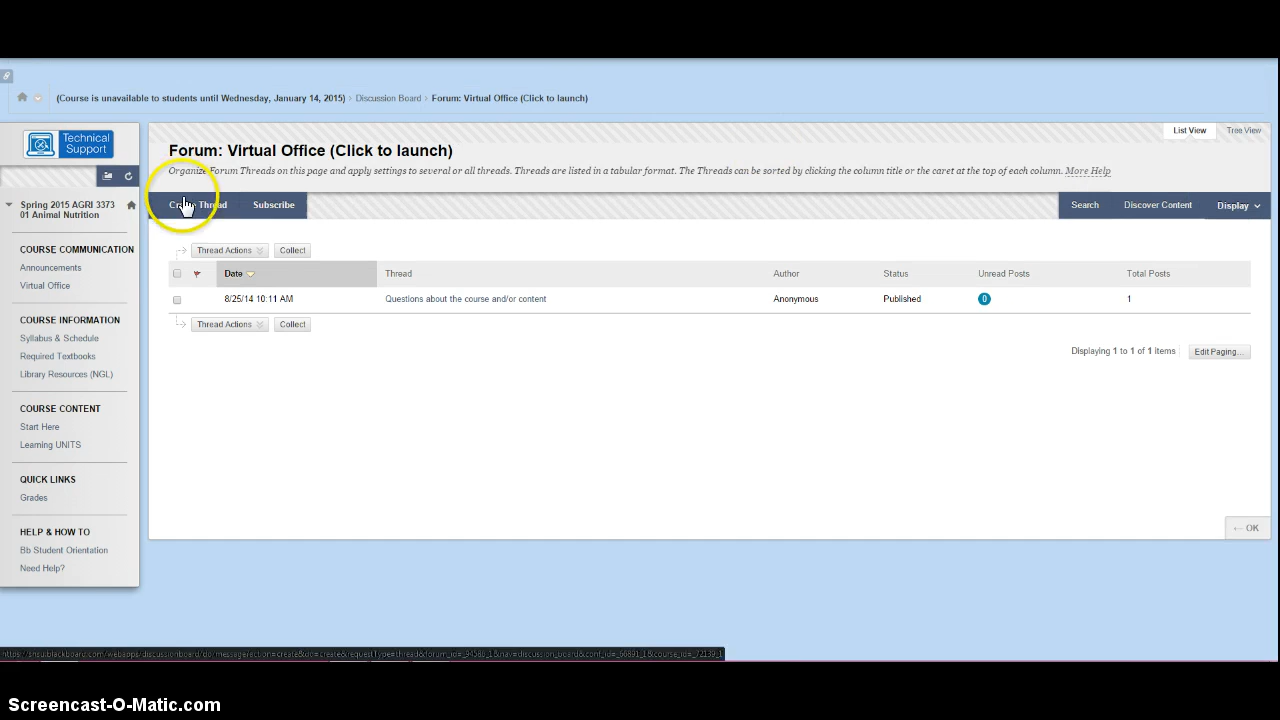 (Course is unavailable to students until Wednesday, January 14, 2015) Discussion Board Forum: Virtual Office (Click to launch)
Technical Support
Spring 2015 AGRI 3373
01 Animal Nutrition
COURSE COMMUNICATION
Announcements
Virtual Office
COURSE INFORMATION
Syllabus & Schedule
Required Textbooks
Library Resources (NGL)
COURSE CONTENT
Start Here
Learning UNITS
QUICK LINKS
Grades
HELP & HOW TO
Bb Student Orientation
Need Help?
List View Tree View
Forum: Virtual Office (Click to launch)
Organize Forum Threads on this page and apply settings to several or all threads. Threads are listed in a tabular format. The Threads can be sorted by clicking the column title or the caret at the top of each column. More Help
Create Thread Subscribe Search Discover Content Display
Thread Actions Collect
Date Thread Author Status Unread Posts Total Posts
8/25/14 10:11 AM Questions about the course and/or content Anonymous Published 0 1
Thread Actions Collect
Displaying 1 to 1 of 1 items Edit Paging...
OK
Screencast-O-Matic.com